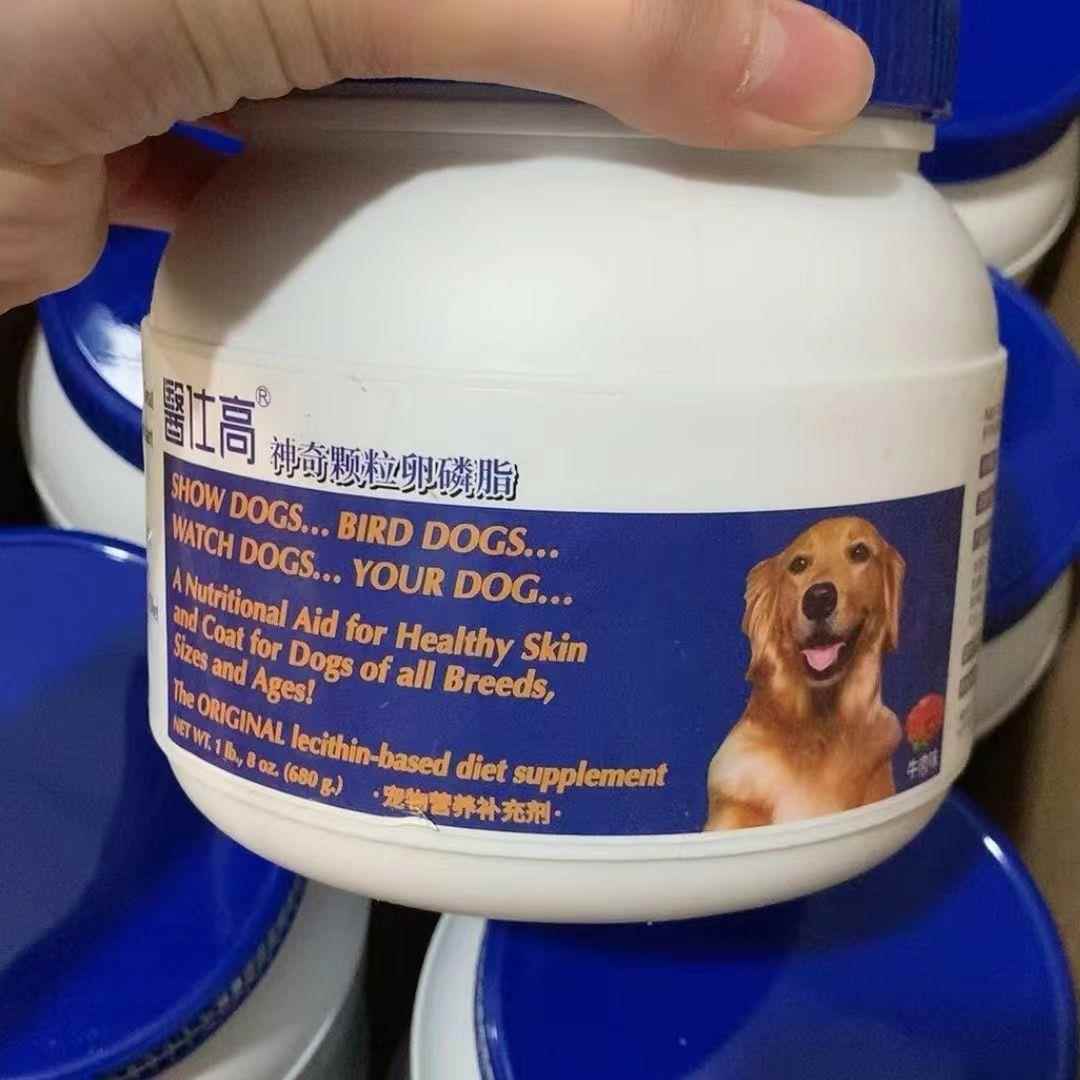 醫仕高®
神奇颗粒卵磷脂
SHOW DOGS... BIRD DOGS...
WATCH DOGS... YOUR DOG...
A Nutritional Aid for Healthy Skin
and Coat for Dogs of all Breeds,
Sizes and Ages!
The ORIGINAL lecithin-based diet supplement
NET WT. 1 lb., 8 oz. (680 g.)
·宠物营养补充剂·
牛肉味